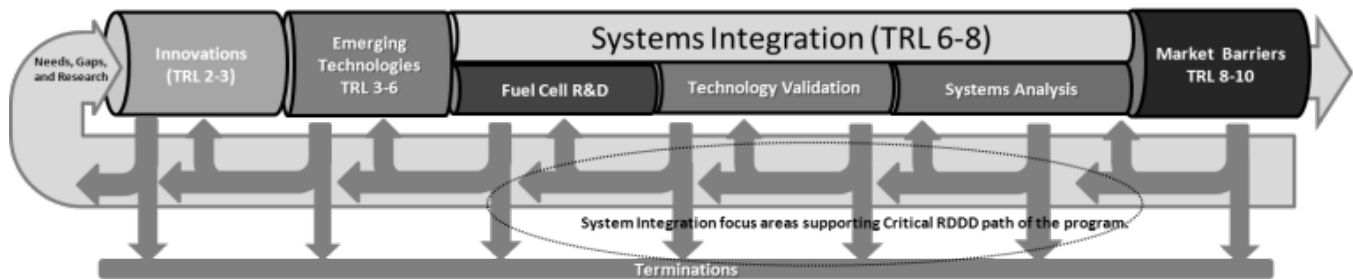 Needs, Gaps,
and Research
Innovations
(TRL 2-3)
Emerging
Technologies
TRL 3-6
Systems Integration (TRL 6-8)
Fuel Cell R&D
Technology Validation
Systems Analysis
Market Barriers
TRL 8-10
System Integration focus areas supporting Critical RDDD path of the program.
Terminations